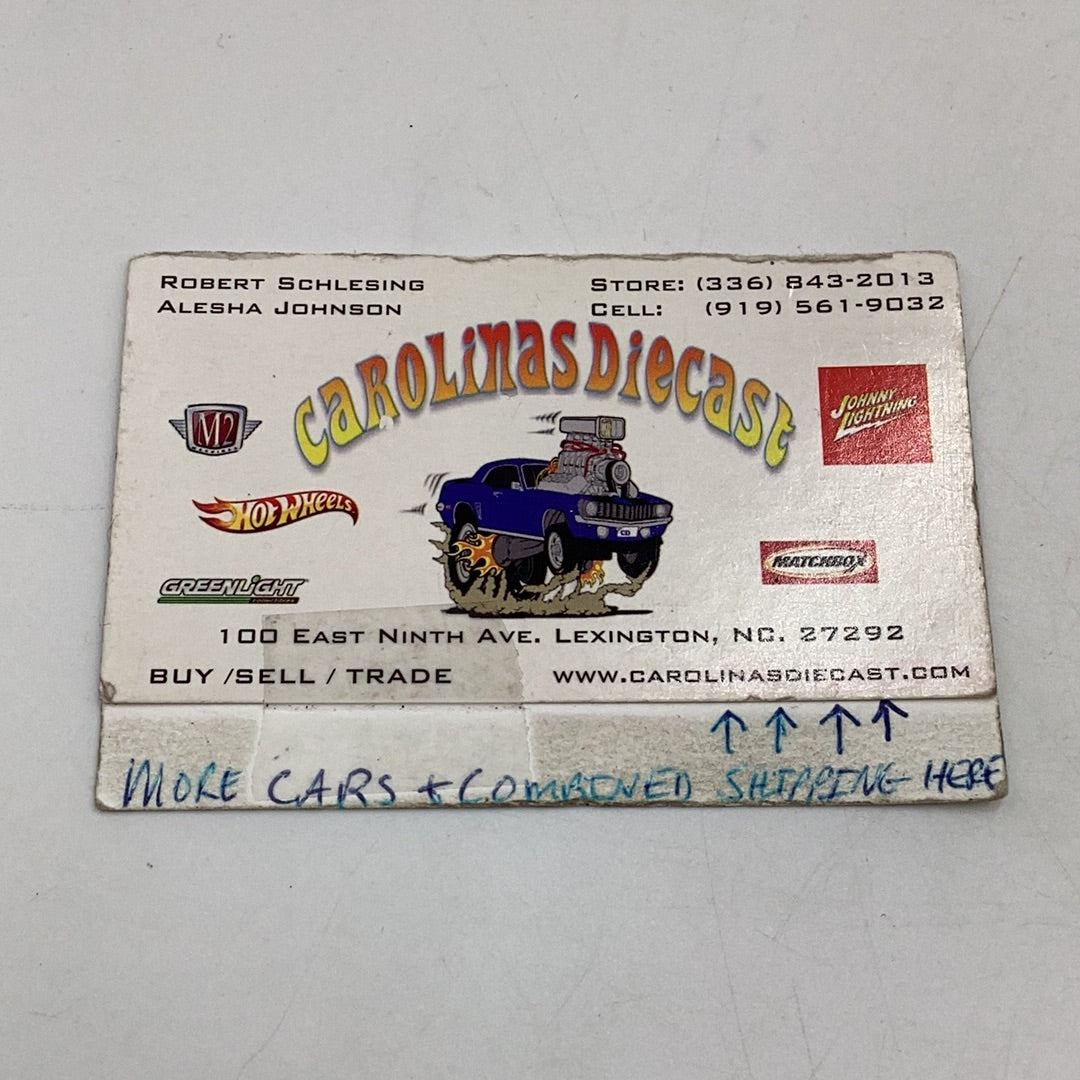 Robert Schlesing
Alesha Johnson
Store: (336) 843-2013
Cell: (919) 561-9032
Carolinas Diecast
M2
Johnny Lightning
Hot Wheels
Matchbox
GREENLIGHT
CD
100 East Ninth Ave. Lexington, NC. 27292
BUY /SELL / TRADE
www.carolinasdiecast.com
MORE CARS + COMBINED SHIPPING HERE